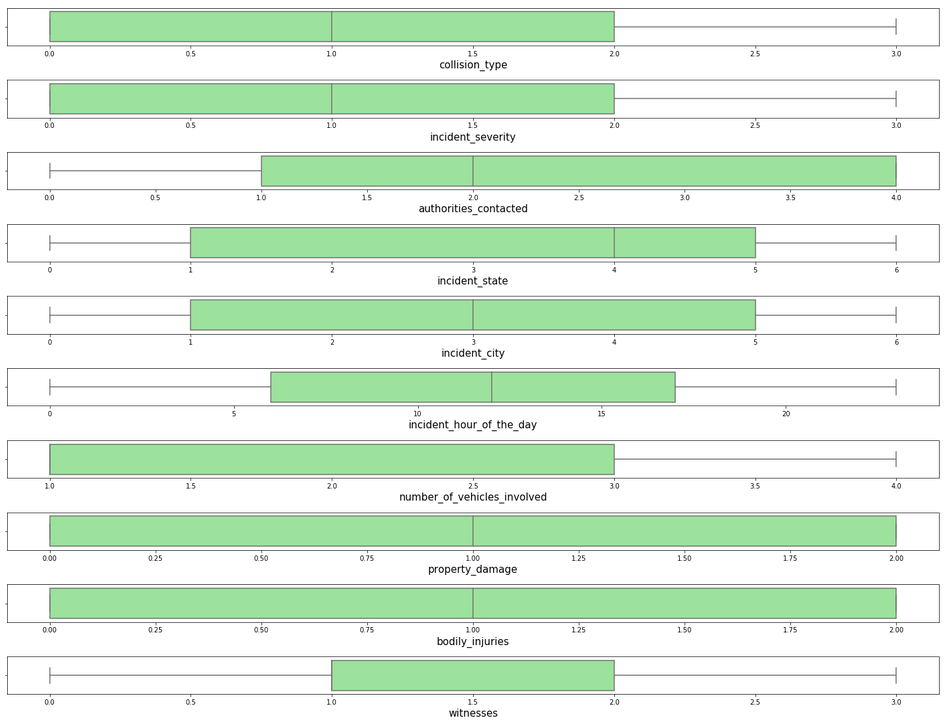 0.0 0.5 1.0 1.5 2.0 2.5 3.0
collision_type
0.0 0.5 1.0 1.5 2.0 2.5 3.0
incident_severity
0.0 0.5 1.0 1.5 2.0 2.5 3.0 3.5 4.0
authorities_contacted
0 1 2 3 4 5 6
incident_state
0 1 2 3 4 5 6
incident_city
0 5 10 15 20
incident_hour_of_the_day
1.0 1.5 2.0 2.5 3.0 3.5 4.0
number_of_vehicles_involved
0.00 0.25 0.50 0.75 1.00 1.25 1.50 1.75 2.00
property_damage
0.00 0.25 0.50 0.75 1.00 1.25 1.50 1.75 2.00
bodily_injuries
0.0 0.5 1.0 1.5 2.0 2.5 3.0
witnesses